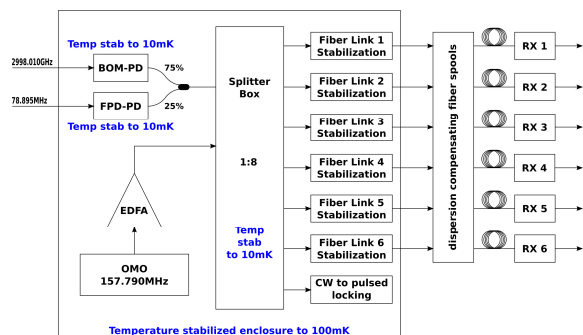 Temp stab to 10mK
2998.010GHz
BOM-PD
75%
78.895MHz
FPD-PD
25%
Temp stab to 10mK
EDFA
OMO
157.790MHz
Splitter
Box
1:8
Temp
stab
to 10mK
Fiber Link 1
Stabilization
Fiber Link 2
Stabilization
Fiber Link 3
Stabilization
Fiber Link 4
Stabilization
Fiber Link 5
Stabilization
Fiber Link 6
Stabilization
CW to pulsed
locking
dispersion compensating fiber spools
RX 1
RX 2
RX 3
RX 4
RX 5
RX 6
Temperature stabilized enclosure to 100mK